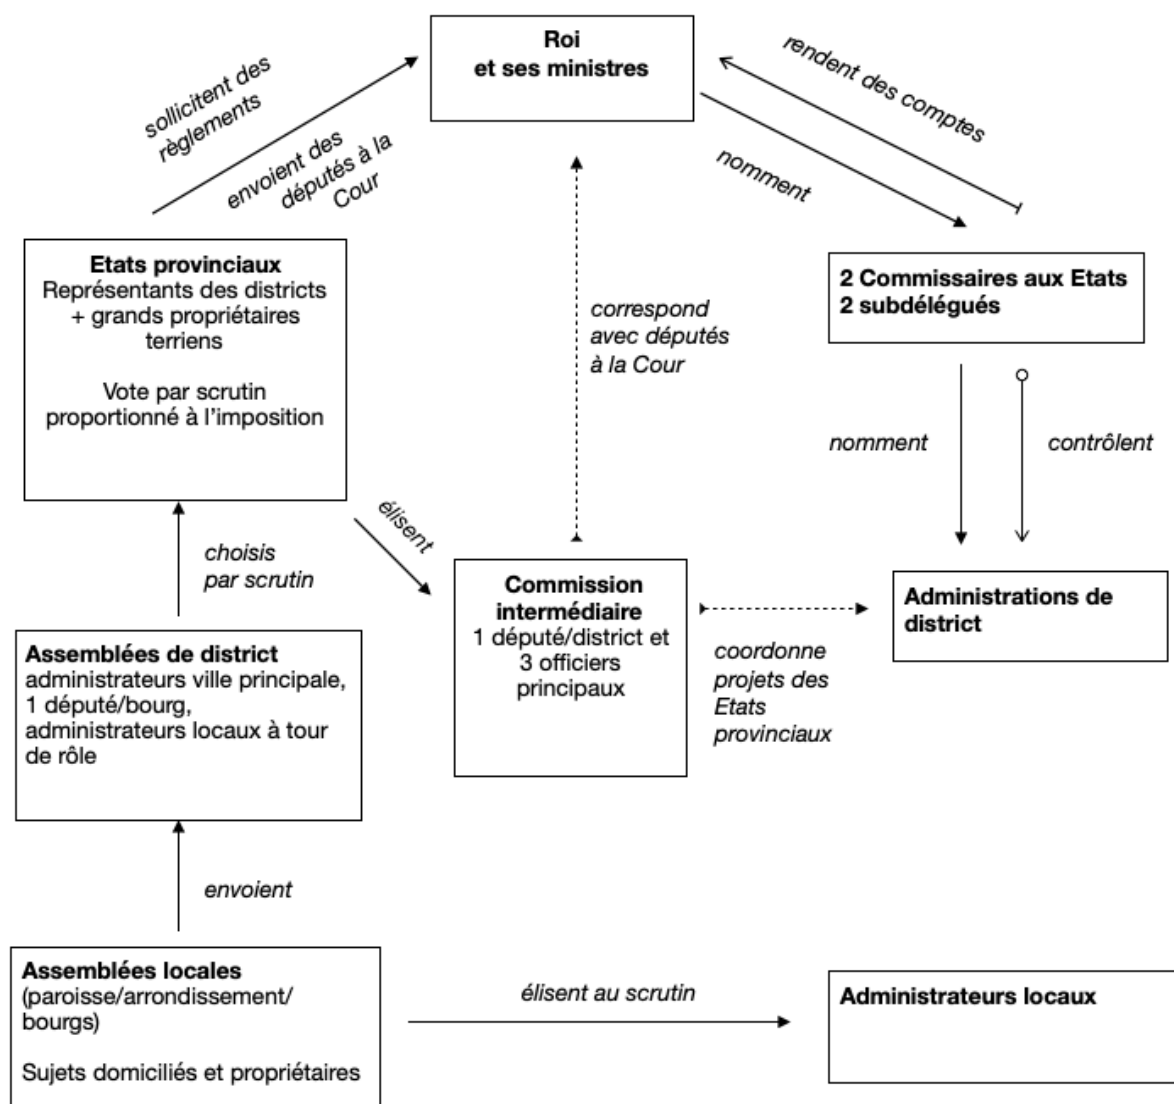 Roi
et ses ministres
sollicitent des
règlements
envoient des
députés à la
Cour
rendent des comptes
nomment
Etats provinciaux
Représentants des districts
+ grands propriétaires
terriens
Vote par scrutin
proportionné à l'imposition
correspond
avec députés
à la Cour
2 Commissaires aux Etats
2 subdélégués
nomment
contrôlent
choisis
par scrutin
élisent
Commission
intermédiaire
1 député/district et
3 officiers
principaux
coordonne
projets des
Etats
provinciaux
Administrations de
district
Assemblées de district
administrateurs ville principale,
1 député/bourg,
administrateurs locaux à tour
de rôle
envoient
Assemblées locales
(paroisse/arrondissement/
bourgs)
Sujets domiciliés et propriétaires
élisent au scrutin
Administrateurs locaux